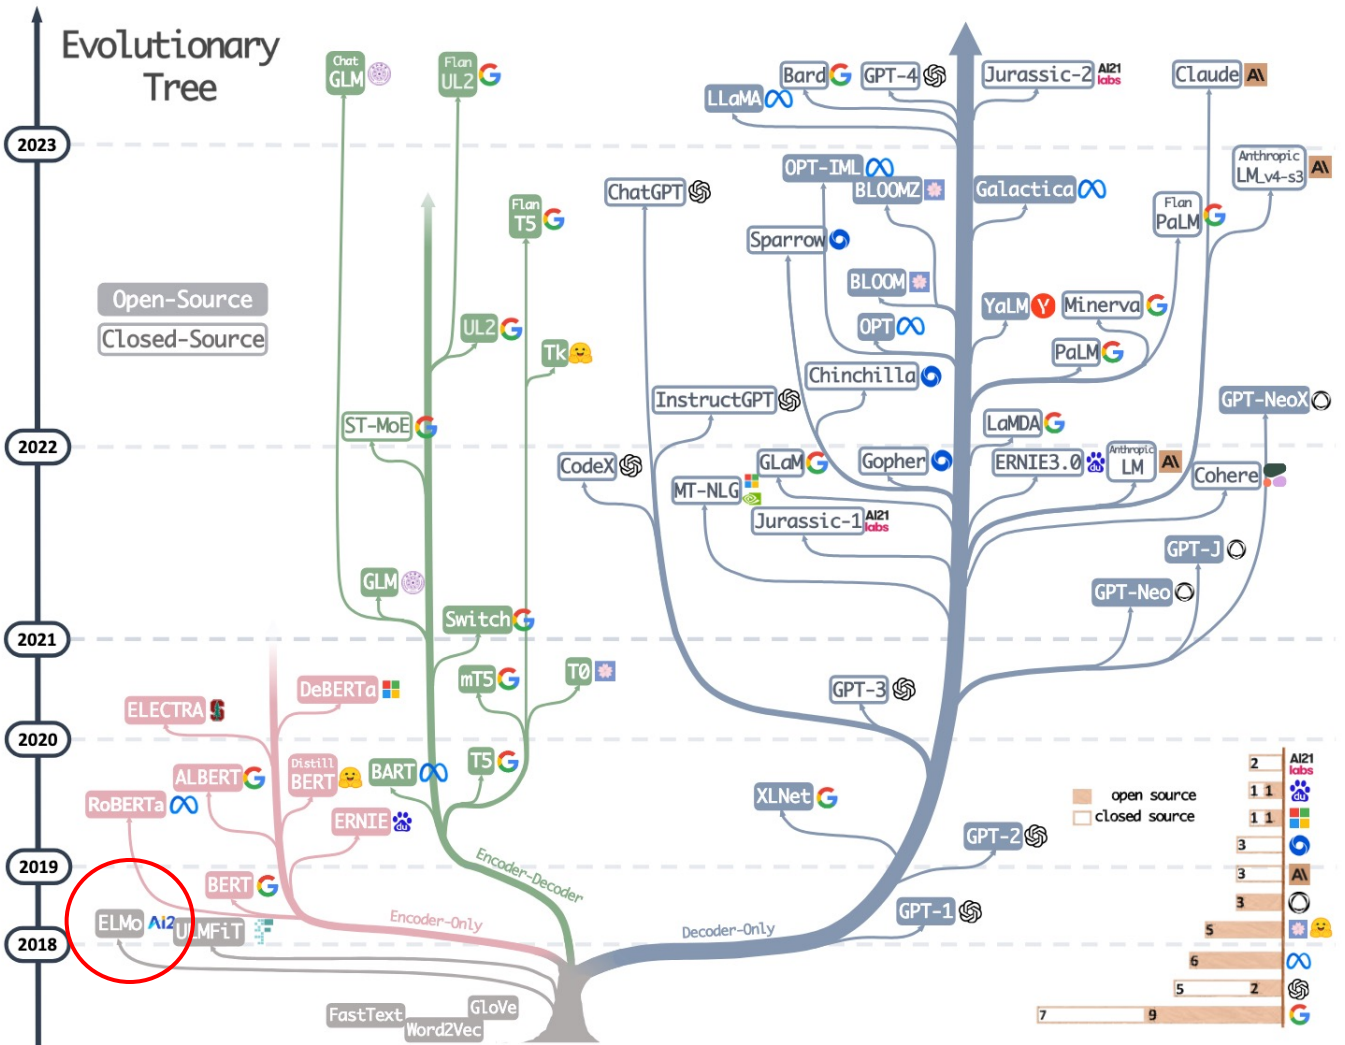 Evolutionary
Tree
Chat
GLM
Flan
UL2
Bard
GPT-4
Jurassic-2
AI21
labs
Claude
A\
LLaMA
2023
OPT-IML
BLOOMZ
Galactica
Anthropic
LM_v4-s3
A\
ChatGPT
Flan
T5
Flan
PaLM
Sparrow
Open-Source
Closed-Source
BLOOM
YaLM
Y
Minerva
UL2
OPT
Tk
PaLM
Chinchilla
InstructGPT
GPT-NeoX
ST-MoE
LaMDA
2022
CodeX
GLaM
Gopher
ERNIE3.0
du
Anthropic
LM
A\
Cohere
MT-NLG
Jurassic-1
AI21
labs
GPT-J
GLM
GPT-Neo
Switch
2021
mT5
T0
DeBERTa
GPT-3
ELECTRA
S
2020
ALBERT
Distill
BERT
BART
T5
RoBERTa
XLNet
ERNIE
du
GPT-2
2019
Encoder-Decoder
BERT
ELMo
Ai2
ULMFiT
Encoder-Only
Decoder-Only
GPT-1
2018
FastText
Word2Vec
GloVe
open source
closed source
2
AI21
labs
1 1
du
1 1
3
3
A\
3
5
6
5 2
7 9